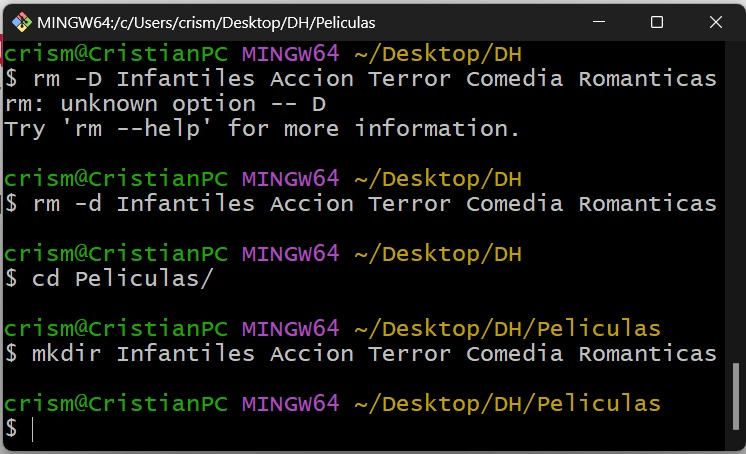 MINGW64:/c/Users/crism/Desktop/DH/Peliculas
crism@CristianPC MINGW64 ~/Desktop/DH
$ rm -D Infantiles Accion Terror Comedia Romanticas
rm: unknown option -- D
Try 'rm --help' for more information.
crism@CristianPC MINGW64 ~/Desktop/DH
$ rm -d Infantiles Accion Terror Comedia Romanticas
crism@CristianPC MINGW64 ~/Desktop/DH
$ cd Peliculas/
crism@CristianPC MINGW64 ~/Desktop/DH/Peliculas
$ mkdir Infantiles Accion Terror Comedia Romanticas
crism@CristianPC MINGW64 ~/Desktop/DH/Peliculas
$